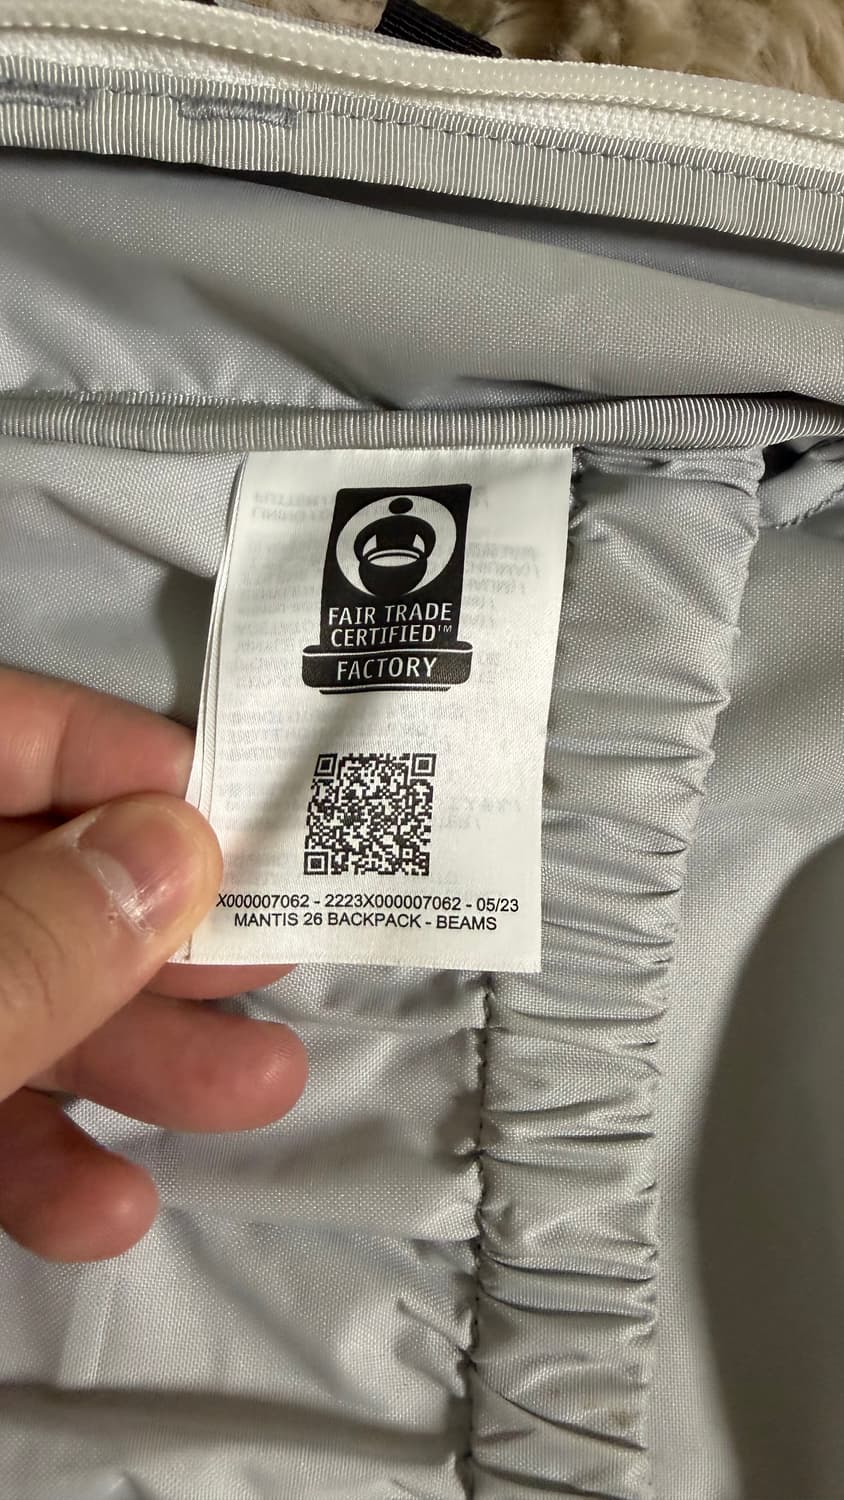 FAIR TRADE
CERTIFIED™
FACTORY
X000007062 - 2223X000007062 - 05/23
MANTIS 26 BACKPACK - BEAMS